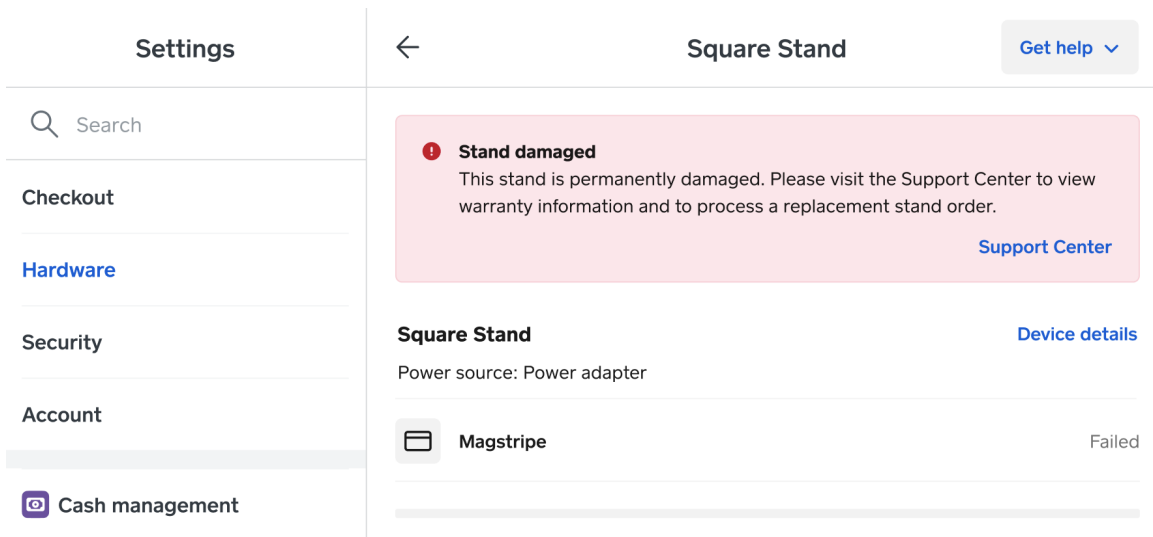 Settings
Search
Checkout
Hardware
Security
Account
Cash management
Square Stand
Get help
Stand damaged
This stand is permanently damaged. Please visit the Support Center to view
warranty information and to process a replacement stand order.
Support Center
Square Stand
Device details
Power source: Power adapter
Magstripe
Failed